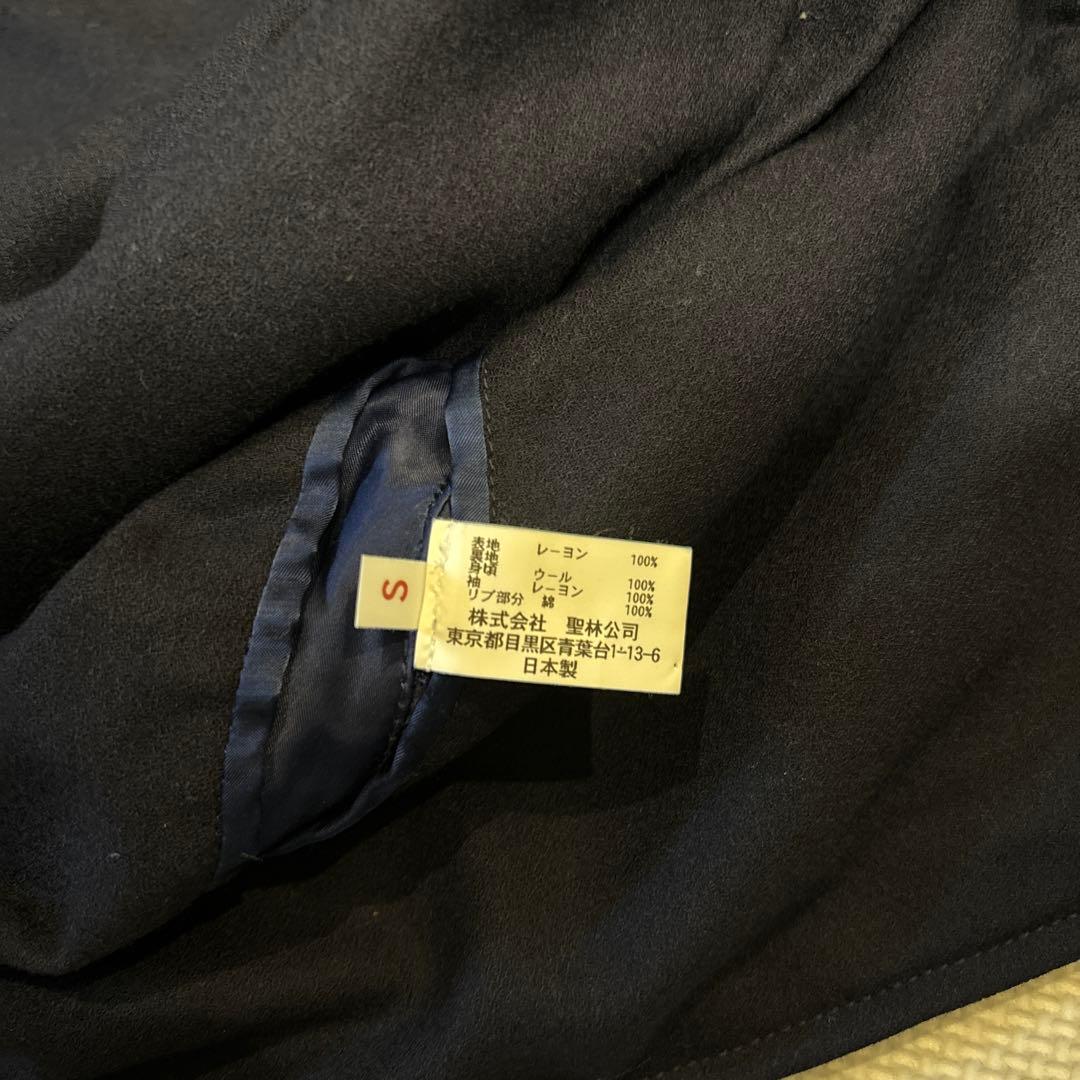 S
表地 レーヨン 100%
裏地
身頃 ウール 100%
袖 レーヨン 100%
リブ部分 綿 100%
株式会社 聖林公司
東京都目黒区青葉台1-13-6
日本製